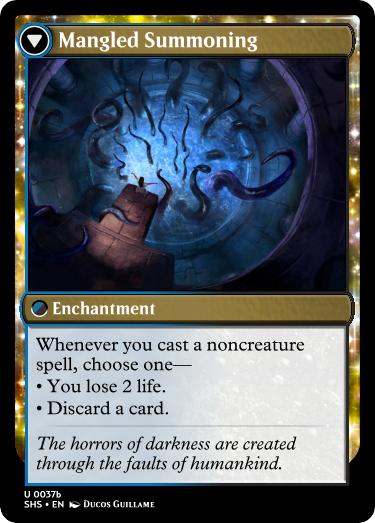 Mangled Summoning
Enchantment
Whenever you cast a noncreature
spell, choose one—
• You lose 2 life.
• Discard a card.
The horrors of darkness are created
through the faults of humankind.
U 0037b
SHS • EN Ducos Guillame